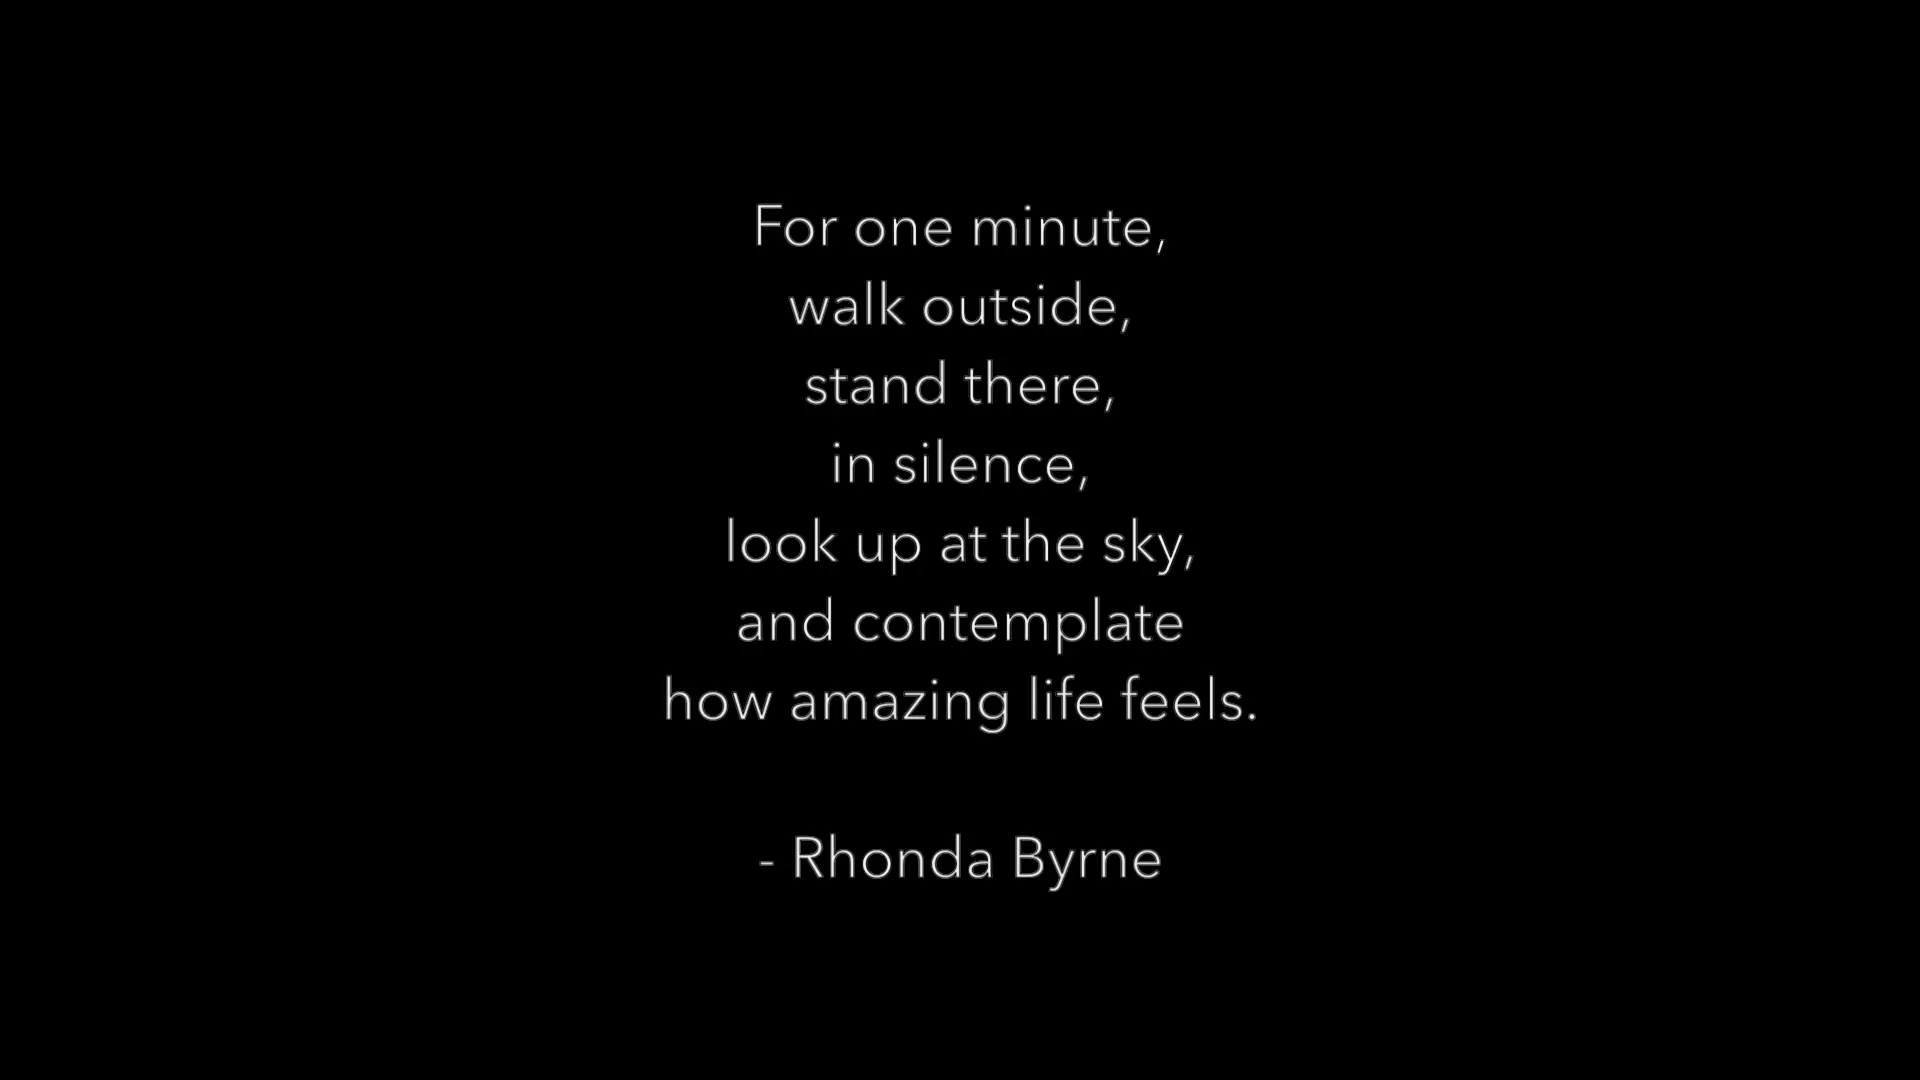 For one minute,
walk outside,
stand there,
in silence,
look up at the sky,
and contemplate
how amazing life feels.
- Rhonda Byrne